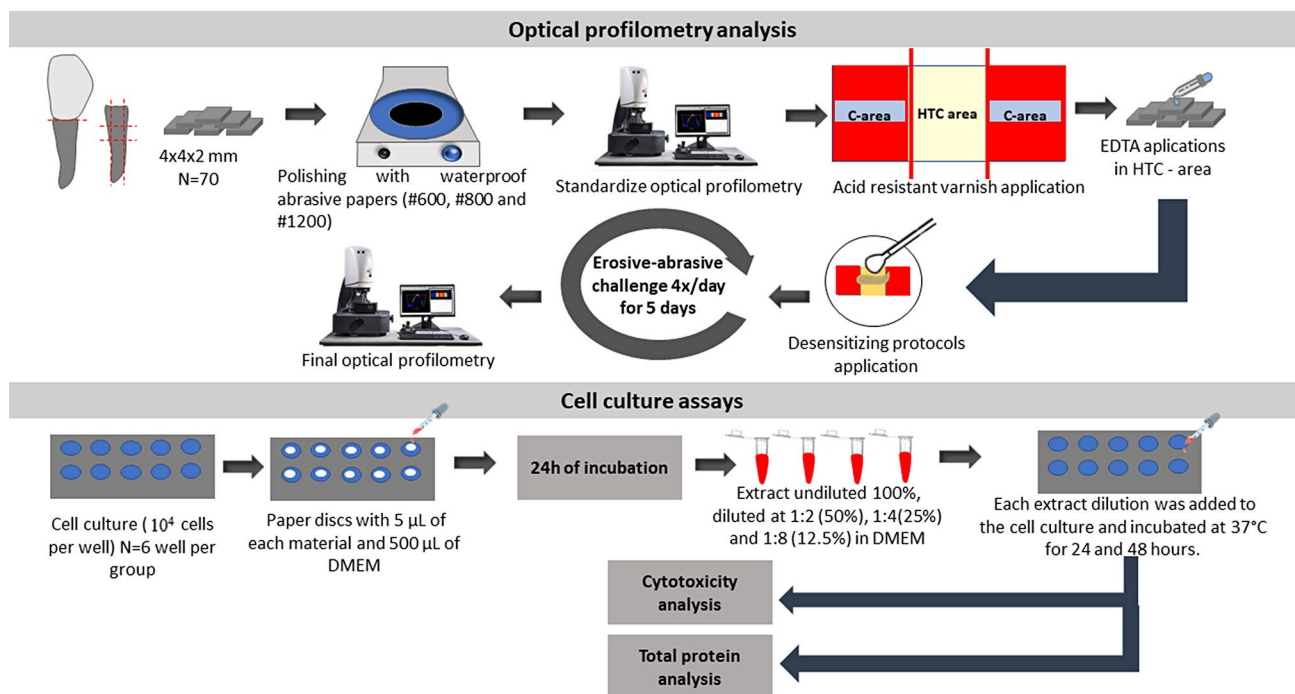 Optical profilometry analysis
4x4x2 mm
N=70
Polishing with waterproof
abrasive papers (#600, #800 and
#1200)
Standardize optical profilometry
C-area
HTC area
C-area
Acid resistant varnish application
EDTA aplications
in HTC - area
Desensitizing protocols
application
Erosive-abrasive
challenge 4x/day
for 5 days
Final optical profilometry
Cell culture assays
Cell culture ( 10⁴ cells
per well) N=6 well per
group
Paper discs with 5 µL of
each material and 500 µL of
DMEM
24h of incubation
Extract undiluted 100%,
diluted at 1:2 (50%), 1:4(25%)
and 1:8 (12.5%) in DMEM
Each extract dilution was added to
the cell culture and incubated at 37°C
for 24 and 48 hours.
Cytotoxicity
analysis
Total protein
analysis